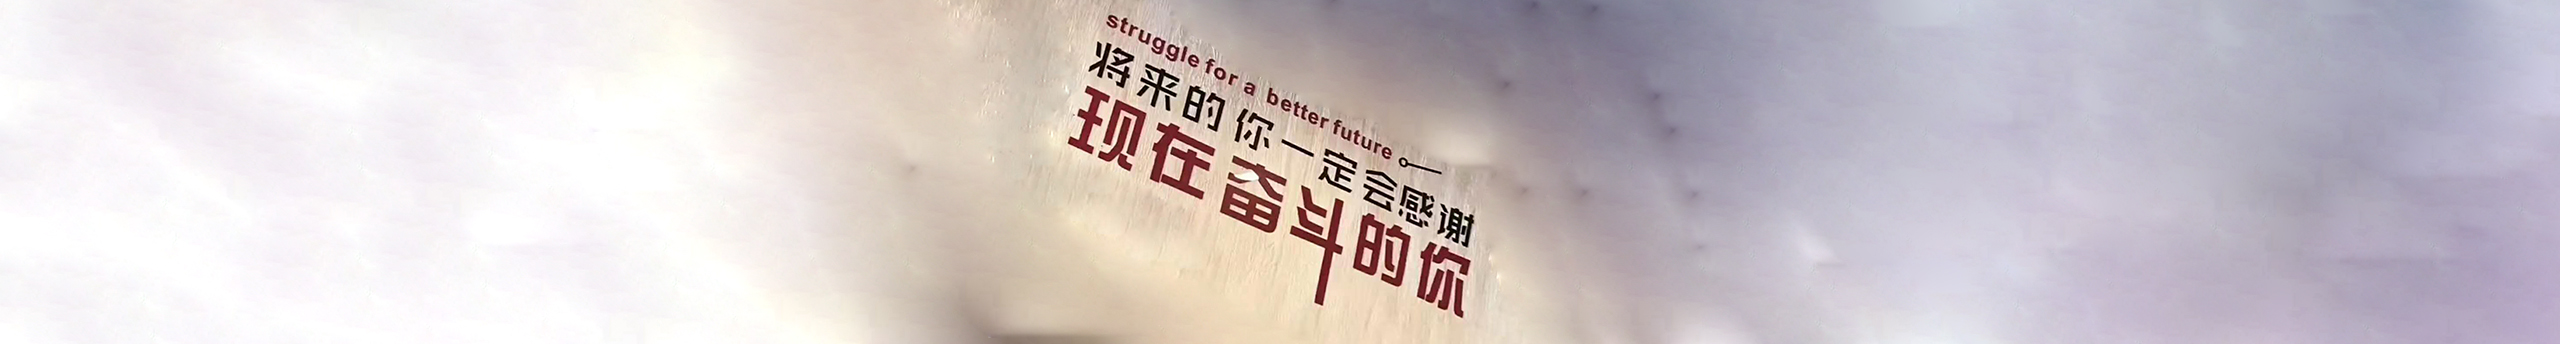 struggle for a better future
将来的你一定会感谢
现在奋斗的你